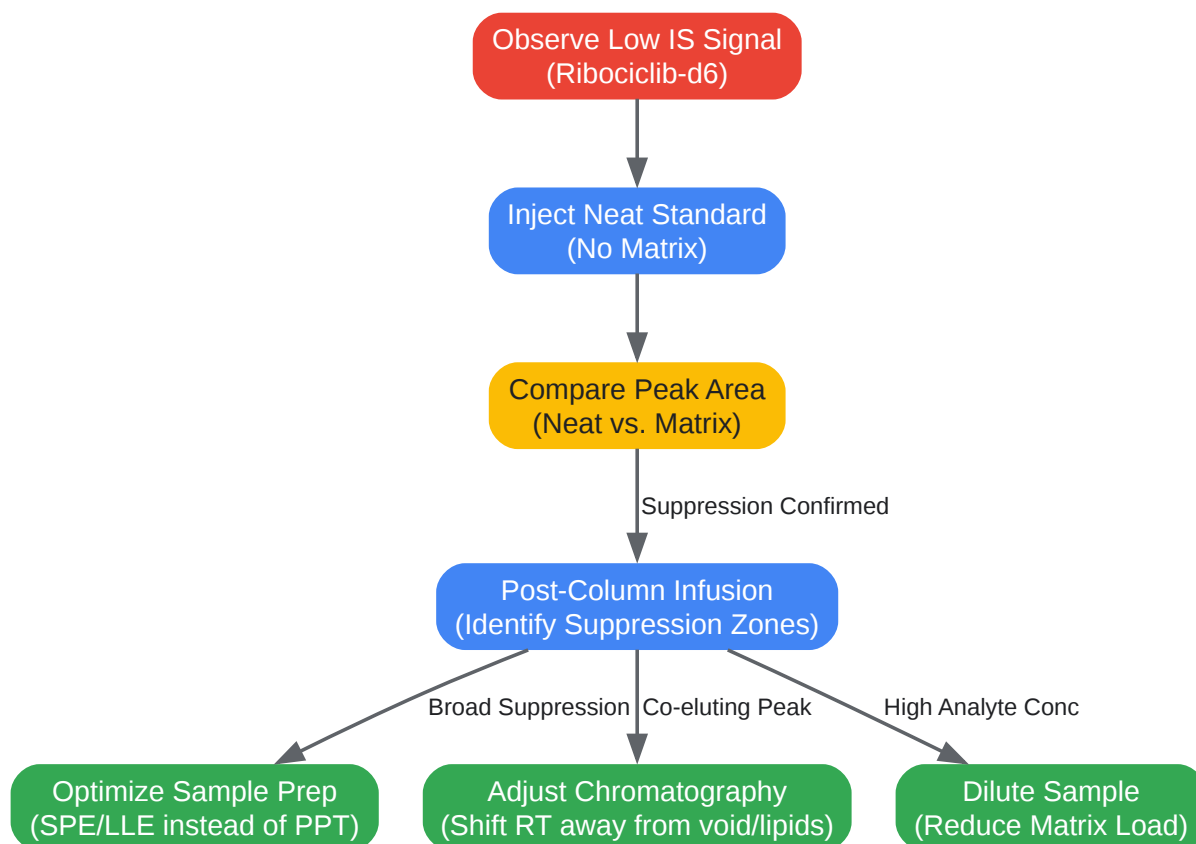 Observe Low IS Signal
(Ribociclib-d6)
Inject Neat Standard
(No Matrix)
Compare Peak Area
(Neat vs. Matrix)
Suppression Confirmed
Post-Column Infusion
(Identify Suppression Zones)
Broad Suppression
Co-eluting Peak
High Analyte Conc
Optimize Sample Prep
(SPE/LLE instead of PPT)
Adjust Chromatography
(Shift RT away from void/lipids)
Dilute Sample
(Reduce Matrix Load)